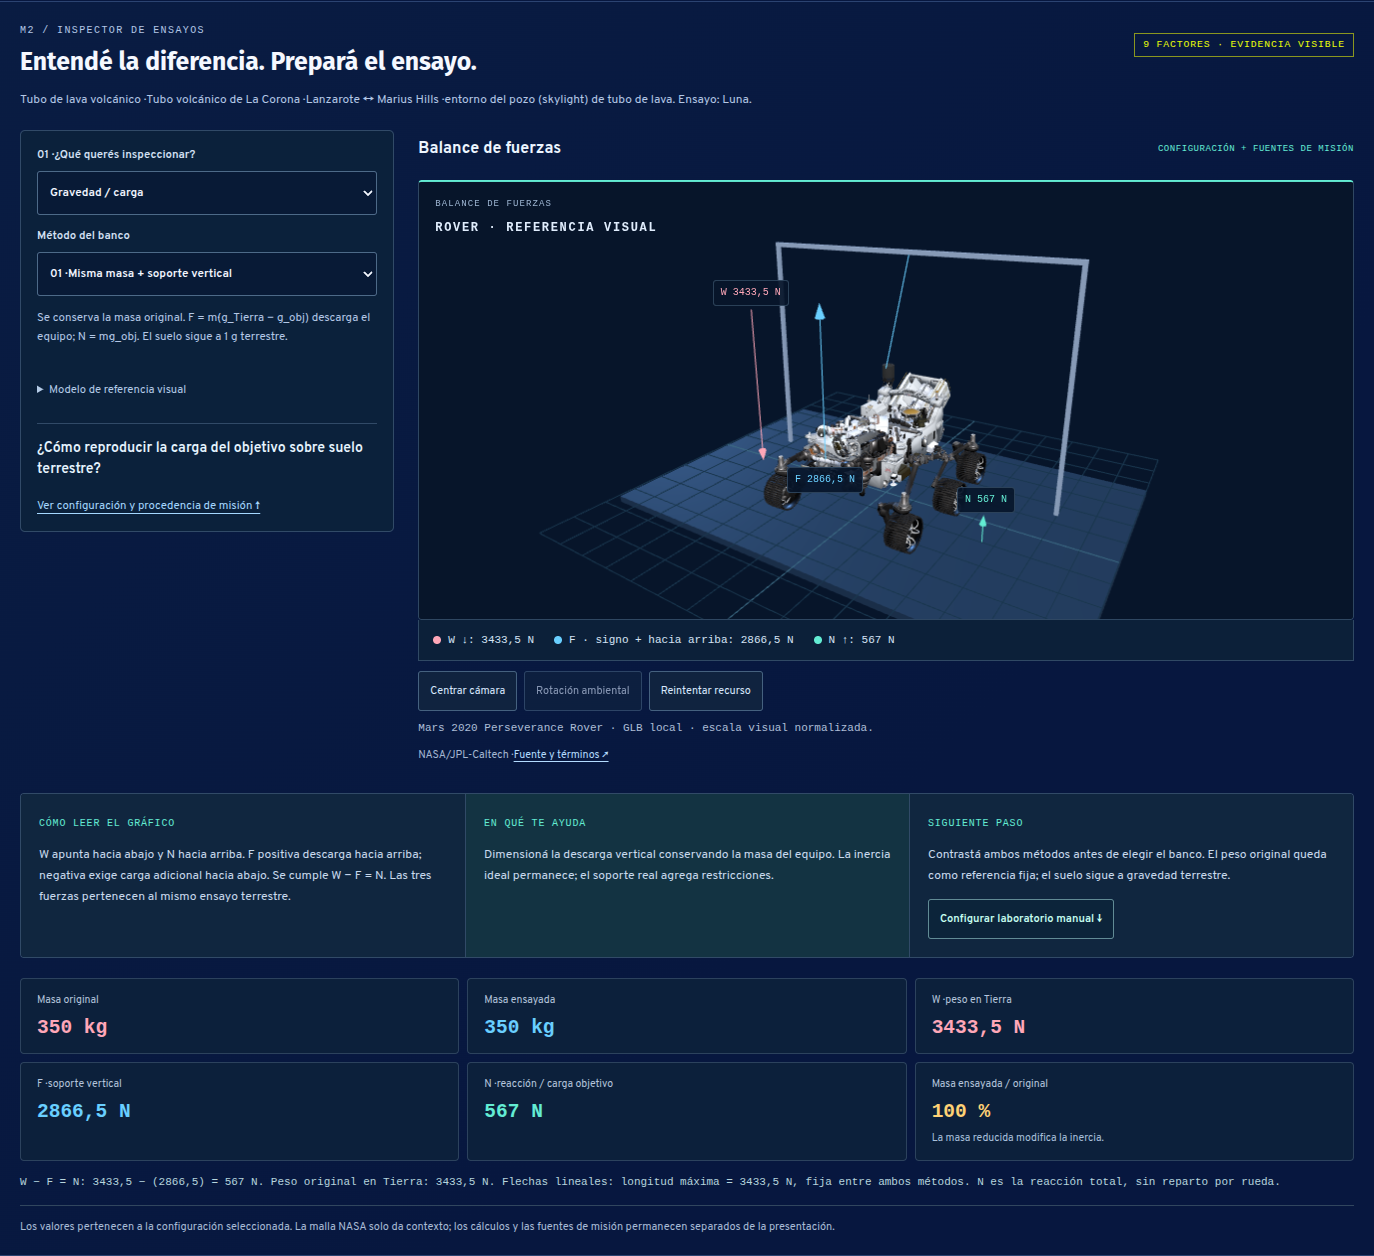 M2 / INSPECTOR DE ENSAYOS
Entendé la diferencia. Prepará el ensayo.
9 FACTORES · EVIDENCIA VISIBLE
Tubo de lava volcánico ·Tubo volcánico de La Corona ·Lanzarote ↔ Marius Hills ·entorno del pozo (skylight) de tubo de lava. Ensayo: Luna.
01 ·¿Qué querés inspeccionar?
Gravedad / carga
Método del banco
01 ·Misma masa + soporte vertical
Se conserva la masa original. F = m(g_Tierra − g_obj) descarga el
equipo; N = mg_obj. El suelo sigue a 1 g terrestre.
▶ Modelo de referencia visual
¿Cómo reproducir la carga del objetivo sobre suelo
terrestre?
Ver configuración y procedencia de misión ↑
Balance de fuerzas
CONFIGURACIÓN + FUENTES DE MISIÓN
BALANCE DE FUERZAS
ROVER · REFERENCIA VISUAL
W 3433,5 N
F 2866,5 N
N 567 N
W ↓: 3433,5 N
F · signo + hacia arriba: 2866,5 N
N ↑: 567 N
Centrar cámara
Rotación ambiental
Reintentar recurso
Mars 2020 Perseverance Rover · GLB local · escala visual normalizada.
NASA/JPL-Caltech ·Fuente y términos ↗
CÓMO LEER EL GRÁFICO
W apunta hacia abajo y N hacia arriba. F positiva descarga hacia arriba;
negativa exige carga adicional hacia abajo. Se cumple W − F = N. Las tres
fuerzas pertenecen al mismo ensayo terrestre.
EN QUÉ TE AYUDA
Dimensioná la descarga vertical conservando la masa del equipo. La inercia
ideal permanece; el soporte real agrega restricciones.
SIGUIENTE PASO
Contrastá ambos métodos antes de elegir el banco. El peso original queda
como referencia fija; el suelo sigue a gravedad terrestre.
Configurar laboratorio manual ↓
Masa original
350 kg
Masa ensayada
350 kg
W ·peso en Tierra
3433,5 N
F ·soporte vertical
2866,5 N
N ·reacción / carga objetivo
567 N
Masa ensayada / original
100 %
La masa reducida modifica la inercia.
W − F = N: 3433,5 − (2866,5) = 567 N. Peso original en Tierra: 3433,5 N. Flechas lineales: longitud máxima = 3433,5 N, fija entre ambos métodos. N es la reacción total, sin reparto por rueda.
Los valores pertenecen a la configuración seleccionada. La malla NASA solo da contexto; los cálculos y las fuentes de misión permanecen separados de la presentación.